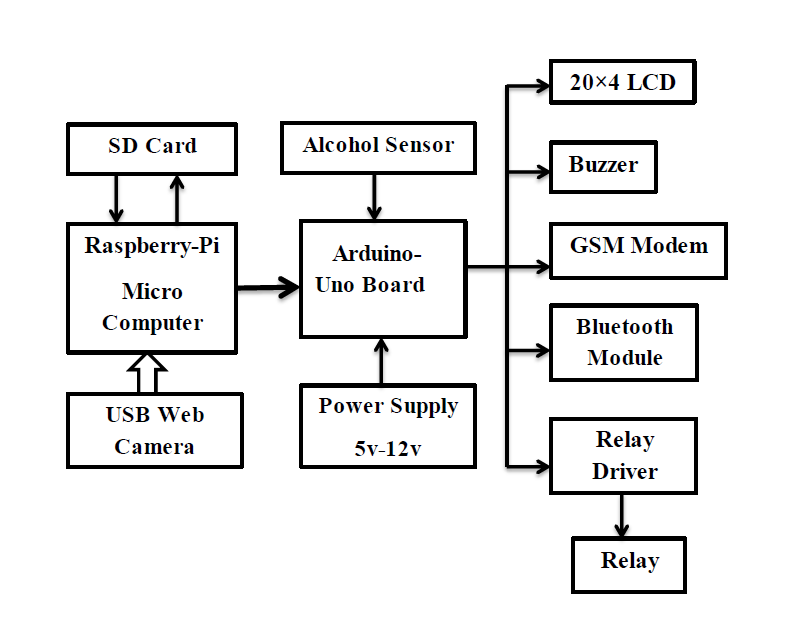 SD Card
Raspberry-Pi
Micro
Computer
USB Web
Camera
Alcohol Sensor
Arduino-
Uno Board
Power Supply
5v-12v
20×4 LCD
Buzzer
GSM Modem
Bluetooth
Module
Relay
Driver
Relay